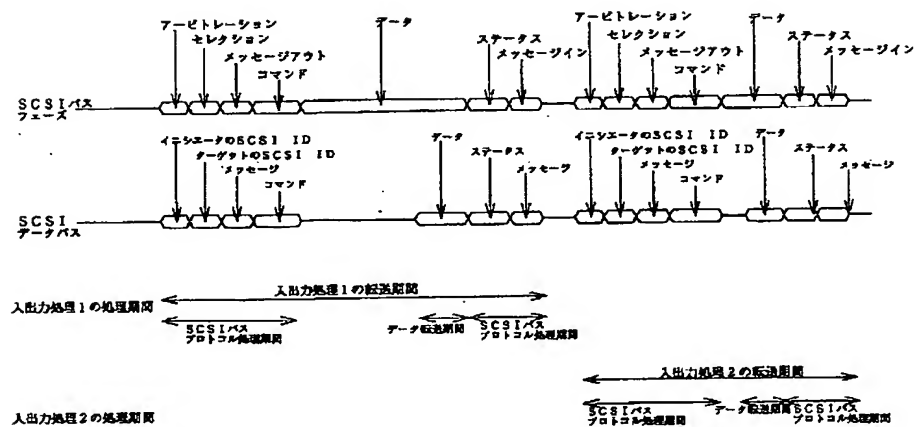 アービトレーション
セレクション
メッセージアウト
コマンド
データ
ステータス
メッセージイン
アービトレーション
セレクション
メッセージアウト
コマンド
データ
ステータス
メッセージイン
SCSIバス
フェーズ
イニシエータのSCSI ID
ターゲットのSCSI ID
メッセージ
コマンド
データ
ステータス
メッセージ
イニシエータのSCSI ID
ターゲットのSCSI ID
メッセージ
コマンド
データ
ステータス
メッセージ
SCSI
データバス
入出力処理1の処理期間
入出力処理1の転送期間
SCSIバス
プロトコル処理期間
データ転送期間
SCSIバス
プロトコル処理期間
入出力処理2の転送期間
入出力処理2の処理期間
SCSIバス
プロトコル処理期間
データ転送期間
SCSIバス
プロトコル処理期間